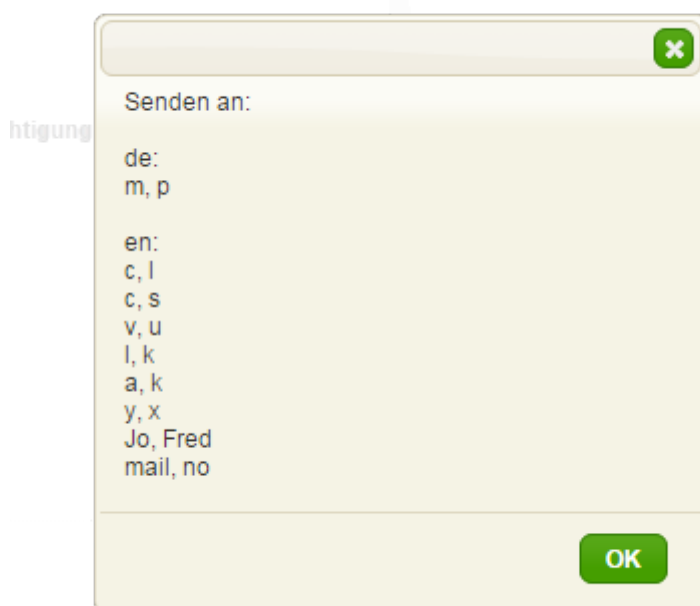 htigung
Senden an:
de:
m, p
en:
c, l
c, s
v, u
l, k
a, k
y, x
Jo, Fred
mail, no
OK